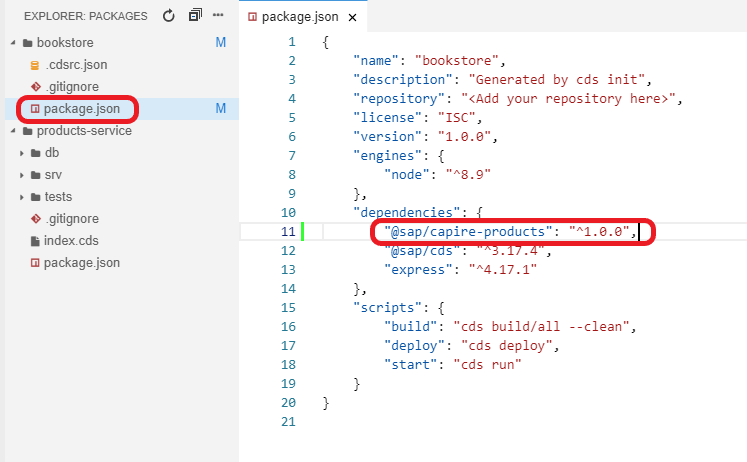 EXPLORER: PACKAGES
bookstore M
.cdsrc.json
.gitignore
package.json M
products-service
db
srv
tests
.gitignore
index.cds
package.json
package.json
1 {
2 "name": "bookstore",
3 "description": "Generated by cds init",
4 "repository": "<Add your repository here>",
5 "license": "ISC",
6 "version": "1.0.0",
7 "engines": {
8 "node": "^8.9"
9 },
10 "dependencies": {
11 "@sap/capire-products": "^1.0.0",
12 "@sap/cds": "^3.17.4",
13 "express": "^4.17.1"
14 },
15 "scripts": {
16 "build": "cds build/all --clean",
17 "deploy": "cds deploy",
18 "start": "cds run"
19 }
20 }
21